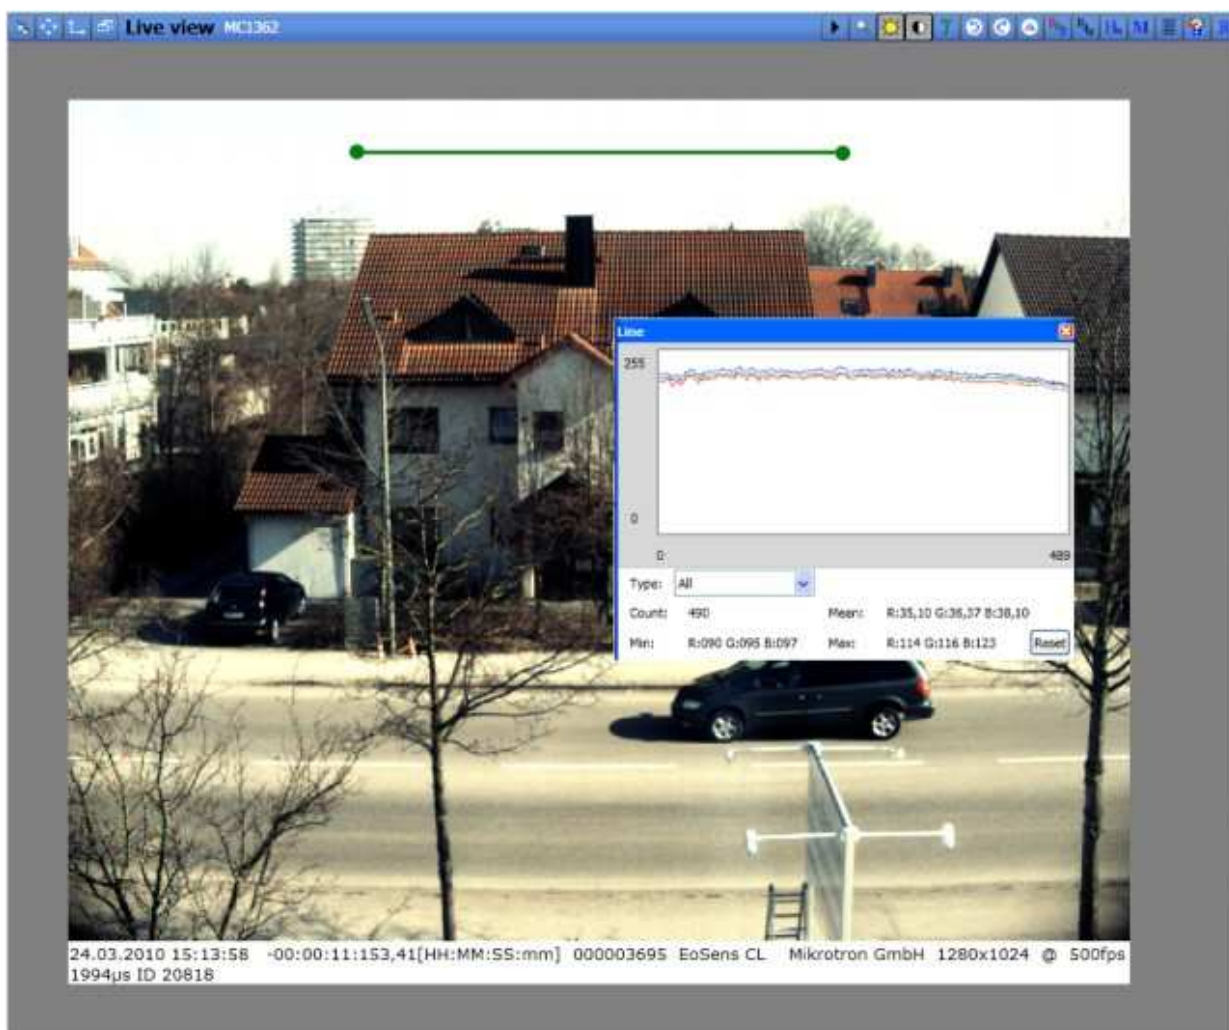 Live view MC1362
Line
255
0
0 489
Type: All
Count: 490 Mean: R:35,10 G:36,37 B:38,10
Min: R:090 G:095 B:097 Max: R:114 G:116 B:123 Reset
24.03.2010 15:13:58 -00:00:11:153,41[HH:MM:SS:mm] 000003695 EoSens CL Mikrotron GmbH 1280x1024 @ 500fps
1994µs ID 20818